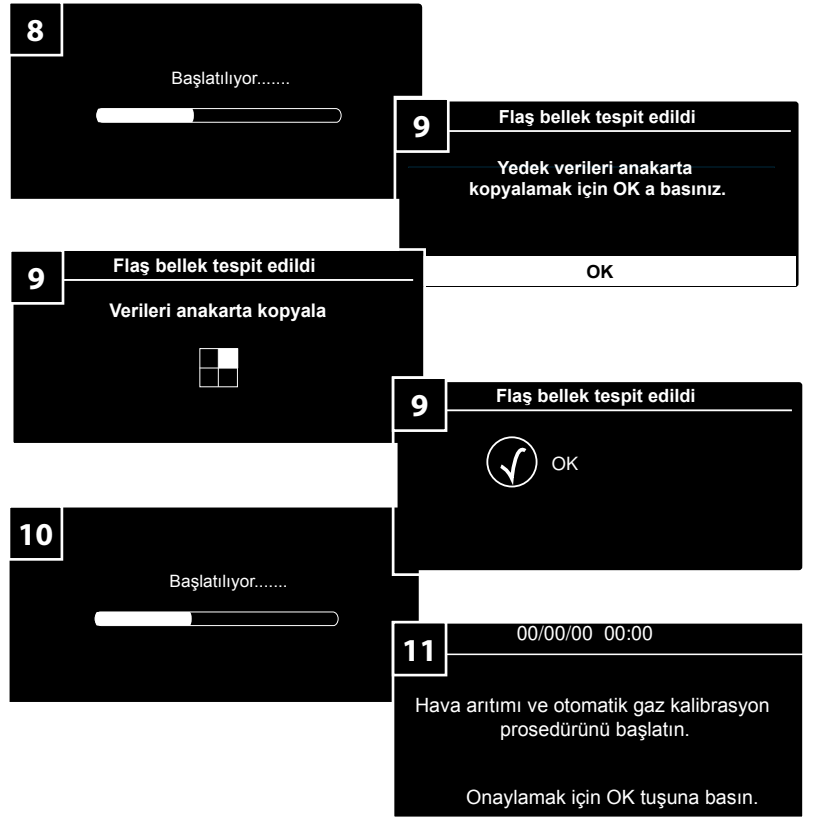 8
Başlatılıyor.......
9
Flaş bellek tespit edildi
Yedek verileri anakarta
kopyalamak için OK a basınız.
OK
9
Flaş bellek tespit edildi
Verileri anakarta kopyala
9
Flaş bellek tespit edildi
OK
10
Başlatılıyor.......
11
00/00/00 00:00
Hava arıtımı ve otomatik gaz kalibrasyon
prosedürünü başlatın.
Onaylamak için OK tuşuna basın.